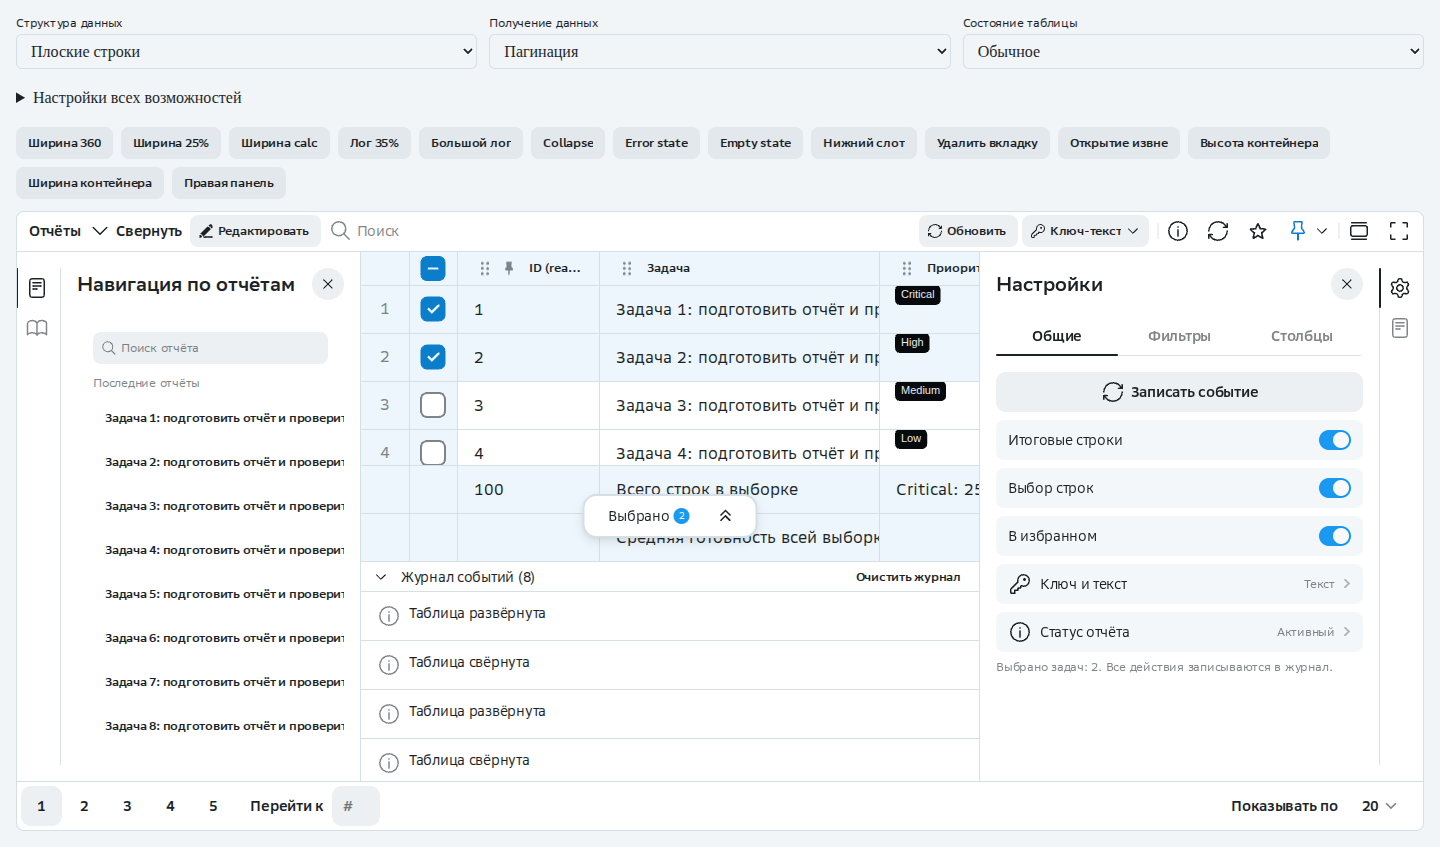 Структура данных
Получение данных
Состояние таблицы
Плоские строки
Пагинация
Обычное
Настройки всех возможностей
Ширина 360
Ширина 25%
Ширина calc
Лог 35%
Большой лог
Collapse
Error state
Empty state
Нижний слот
Удалить вкладку
Открытие извне
Высота контейнера
Ширина контейнера
Правая панель
Отчёты
Свернуть
Редактировать
Поиск
Обновить
Ключ-текст
Навигация по отчётам
Поиск отчёта
Последние отчёты
Задача 1: подготовить отчёт и проверит
Задача 2: подготовить отчёт и проверит
Задача 3: подготовить отчёт и проверит
Задача 4: подготовить отчёт и проверит
Задача 5: подготовить отчёт и проверит
Задача 6: подготовить отчёт и проверит
Задача 7: подготовить отчёт и проверит
Задача 8: подготовить отчёт и проверит
ID (rea...
Задача
Приорит
1 1 Задача 1: подготовить отчёт и пр Critical
2 2 Задача 2: подготовить отчёт и пр High
3 3 Задача 3: подготовить отчёт и пр Medium
4 4 Задача 4: подготовить отчёт и пр Low
100 Всего строк в выборке Critical: 25
Средняя готовность всей выборк
Выбрано 2
Журнал событий (8)
Очистить журнал
Таблица развёрнута
Таблица свёрнута
Таблица развёрнута
Таблица свёрнута
Настройки
Общие
Фильтры
Столбцы
Записать событие
Итоговые строки
Выбор строк
В избранном
Ключ и текст
Текст
Статус отчёта
Активный
Выбрано задач: 2. Все действия записываются в журнал.
1 2 3 4 5 Перейти к #
Показывать по 20